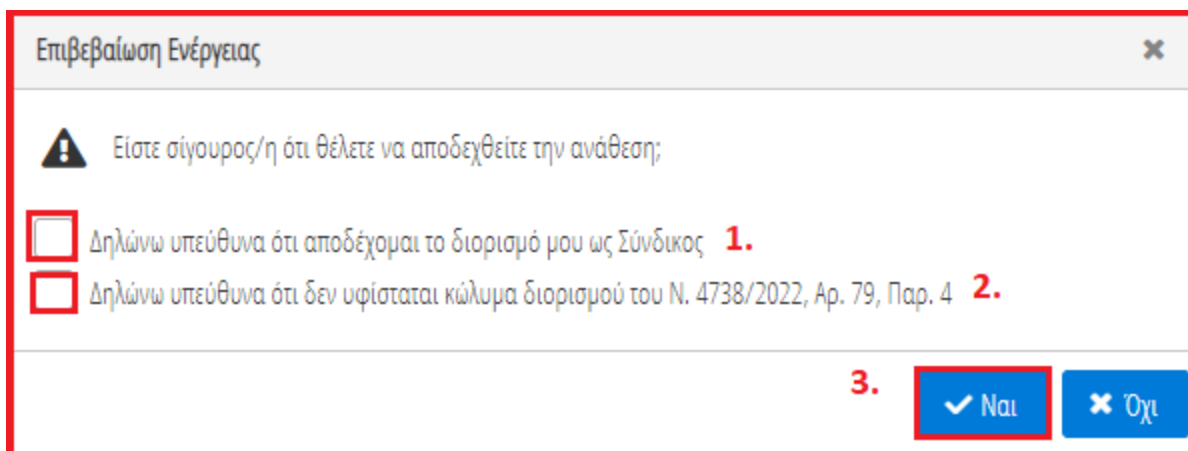 Επιβεβαίωση Ενέργειας
Είστε σίγουρος/η ότι θέλετε να αποδεχθείτε την ανάθεση;
Δηλώνω υπεύθυνα ότι αποδέχομαι το διορισμό μου ως Σύνδικος 1.
Δηλώνω υπεύθυνα ότι δεν υφίσταται κώλυμα διορισμού του Ν. 4738/2022, Αρ. 79, Παρ. 4 2.
3. Ναι Όχι